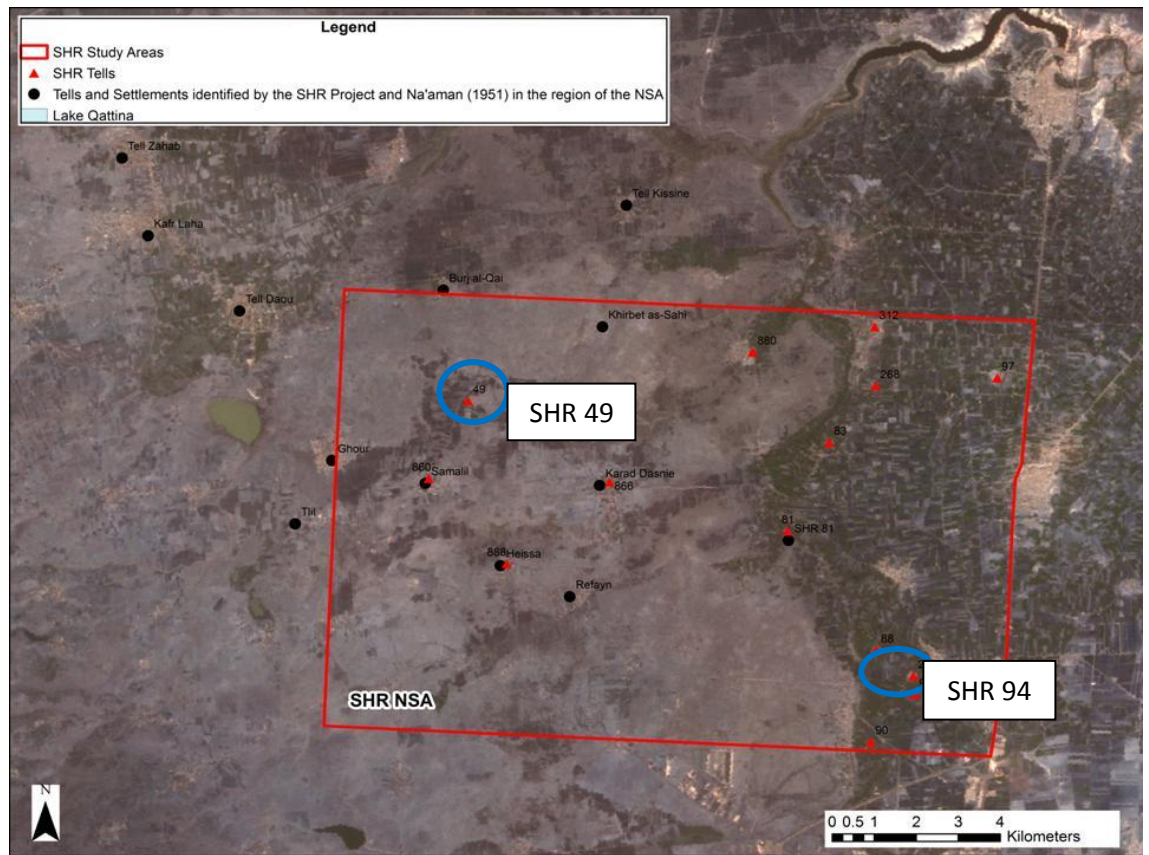 Legend
SHR Study Areas
SHR Tells
Tells and Settlements identified by the SHR Project and Na'aman (1951) in the region of the NSA
Lake Qattina
Tell Zahab
Tell Kissine
Kafr Laha
Burj al-Qai
Tell Daou
Khirbet as-Sahi
312
880
97
268
49
SHR 49
83
Ghour
860
Samalil
Karad Dasnie
866
Tlil
81
SHR 81
888
Heissa
Refayn
88
SHR 94
SHR NSA
90
N
0 0.5 1 2 3 4
Kilometers